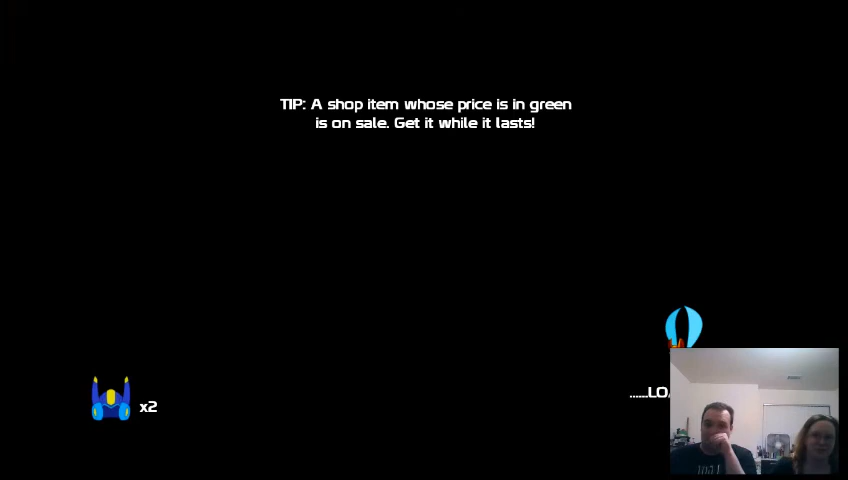 TIP: A shop item whose price is in green
is on sale. Get it while it lasts!
x2